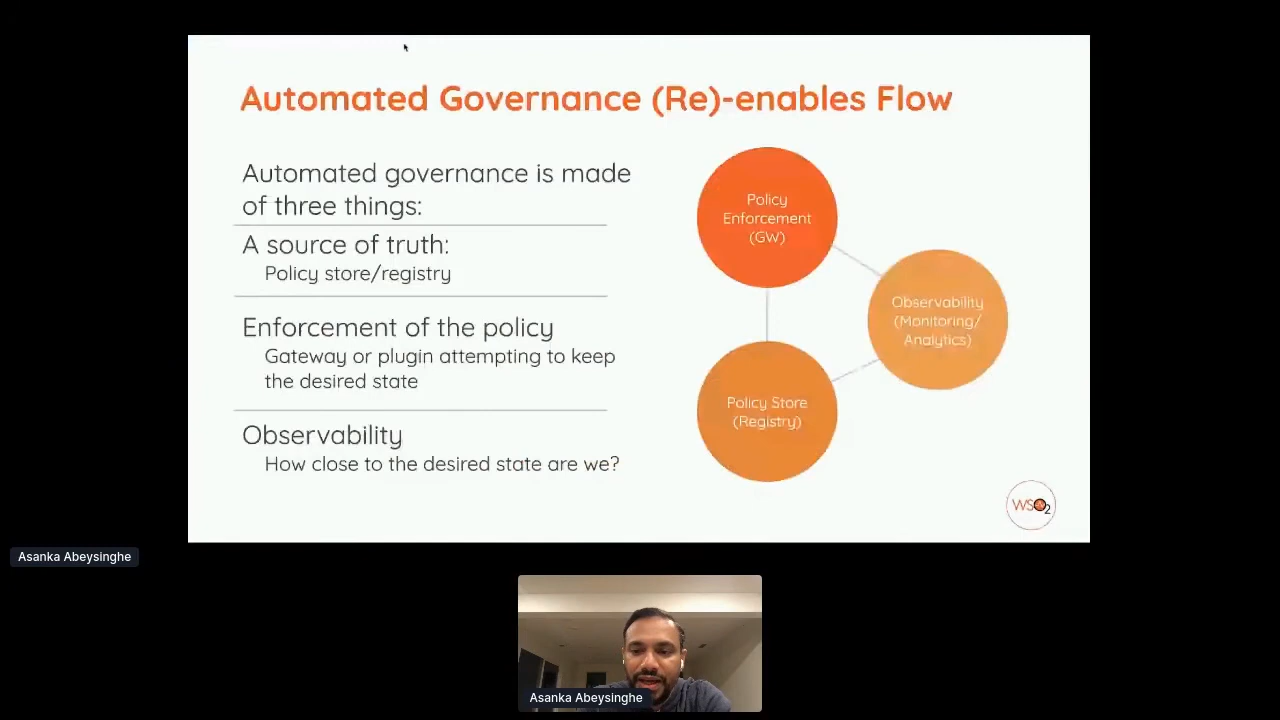 Automated Governance (Re)-enables Flow
Automated governance is made
of three things:
A source of truth:
Policy store/registry
Enforcement of the policy
Gateway or plugin attempting to keep
the desired state
Observability
How close to the desired state are we?
Policy
Enforcement
(GW)
Observability
(Monitoring/
Analytics)
Policy Store
(Registry)
WSO2
Asanka Abeysinghe
Asanka Abeysinghe